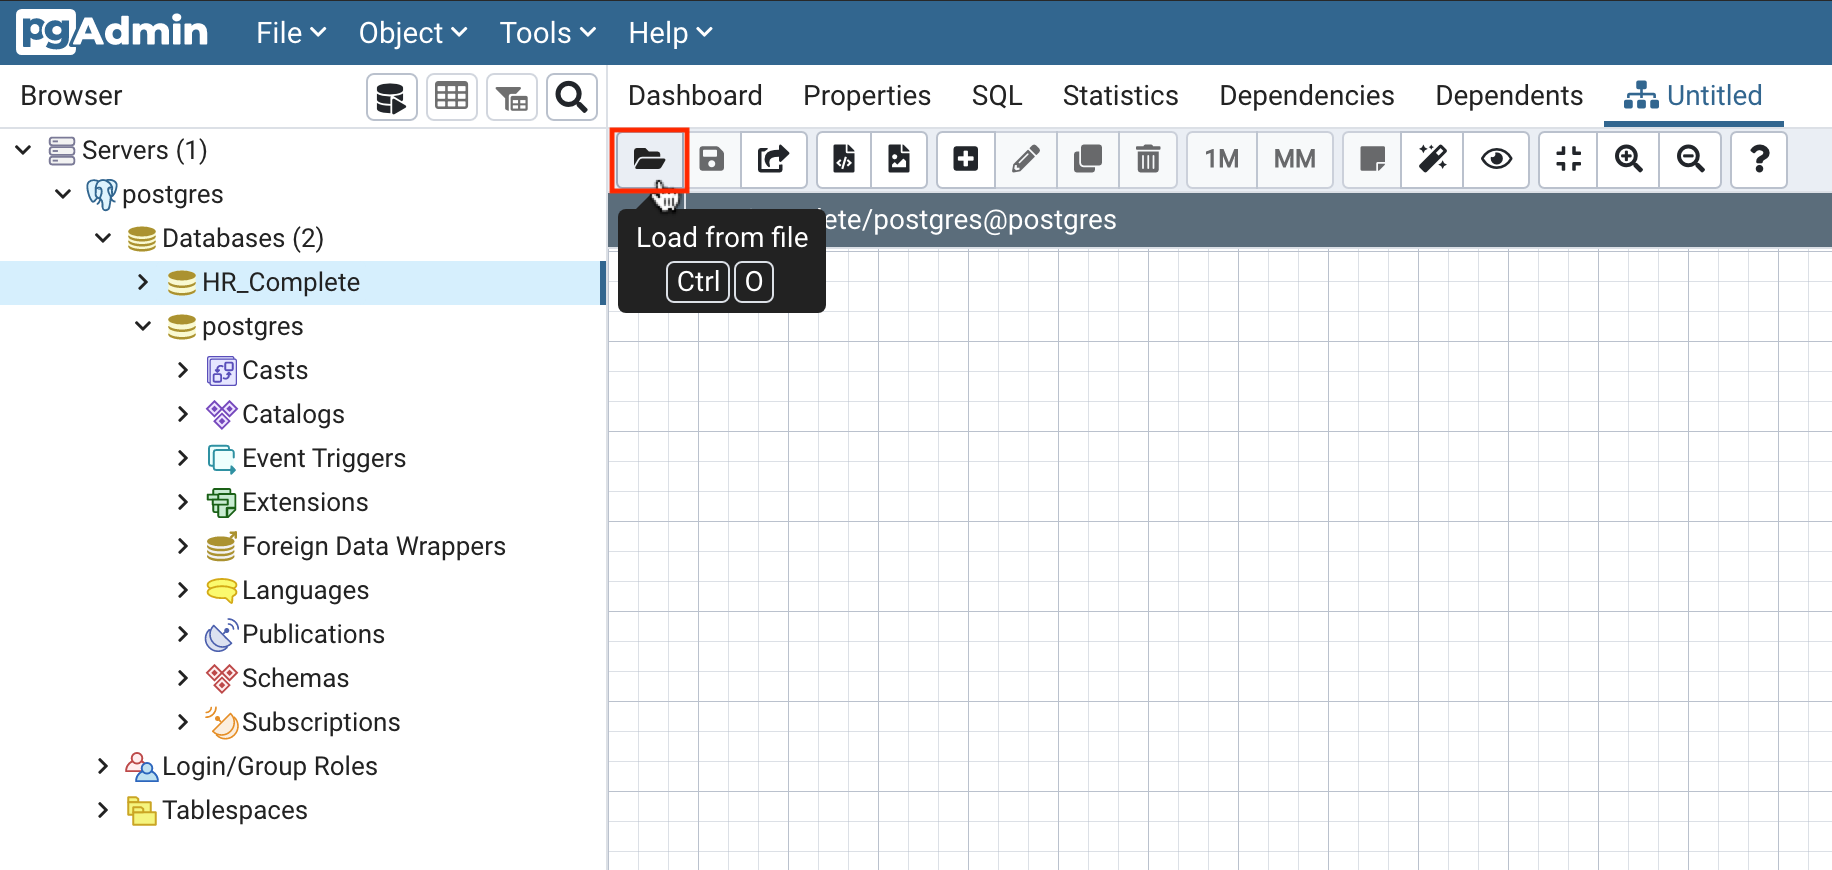 pgAdmin File Object Tools Help
Browser
Dashboard Properties SQL Statistics Dependencies Dependents Untitled
1M MM ?
ete/postgres@postgres
Load from file
Ctrl O
Servers (1)
postgres
Databases (2)
HR_Complete
postgres
Casts
Catalogs
Event Triggers
Extensions
Foreign Data Wrappers
Languages
Publications
Schemas
Subscriptions
Login/Group Roles
Tablespaces